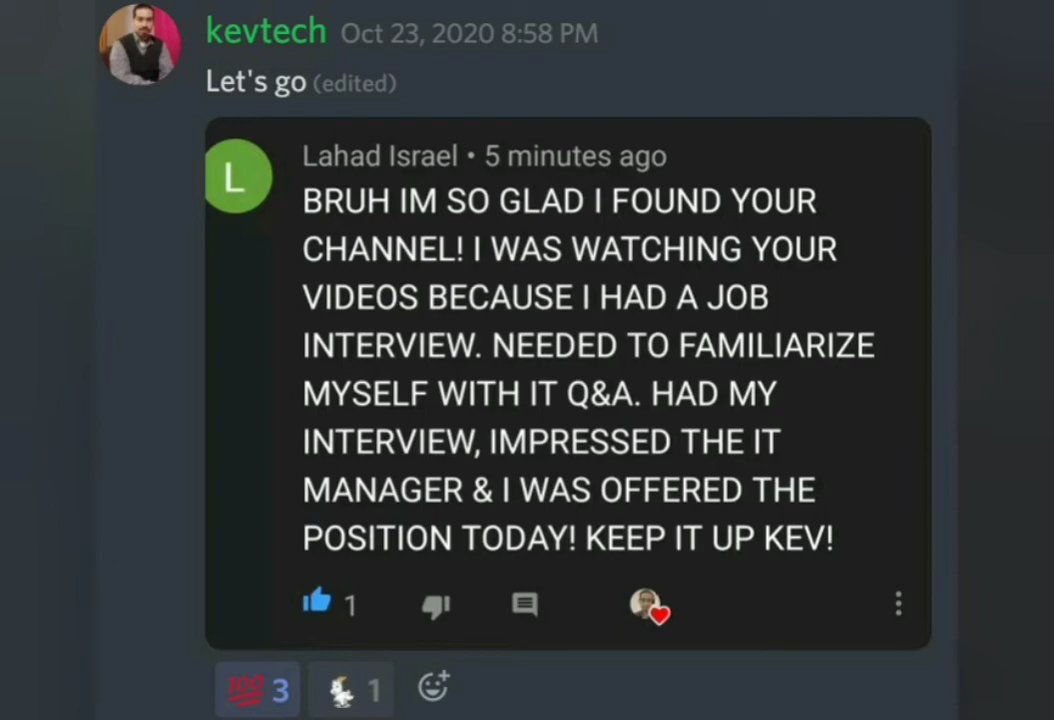 kevtech Oct 23, 2020 8:58 PM
Let's go (edited)
L
Lahad Israel • 5 minutes ago
BRUH IM SO GLAD I FOUND YOUR
CHANNEL! I WAS WATCHING YOUR
VIDEOS BECAUSE I HAD A JOB
INTERVIEW. NEEDED TO FAMILIARIZE
MYSELF WITH IT Q&A. HAD MY
INTERVIEW, IMPRESSED THE IT
MANAGER & I WAS OFFERED THE
POSITION TODAY! KEEP IT UP KEV!
1
100 3 1